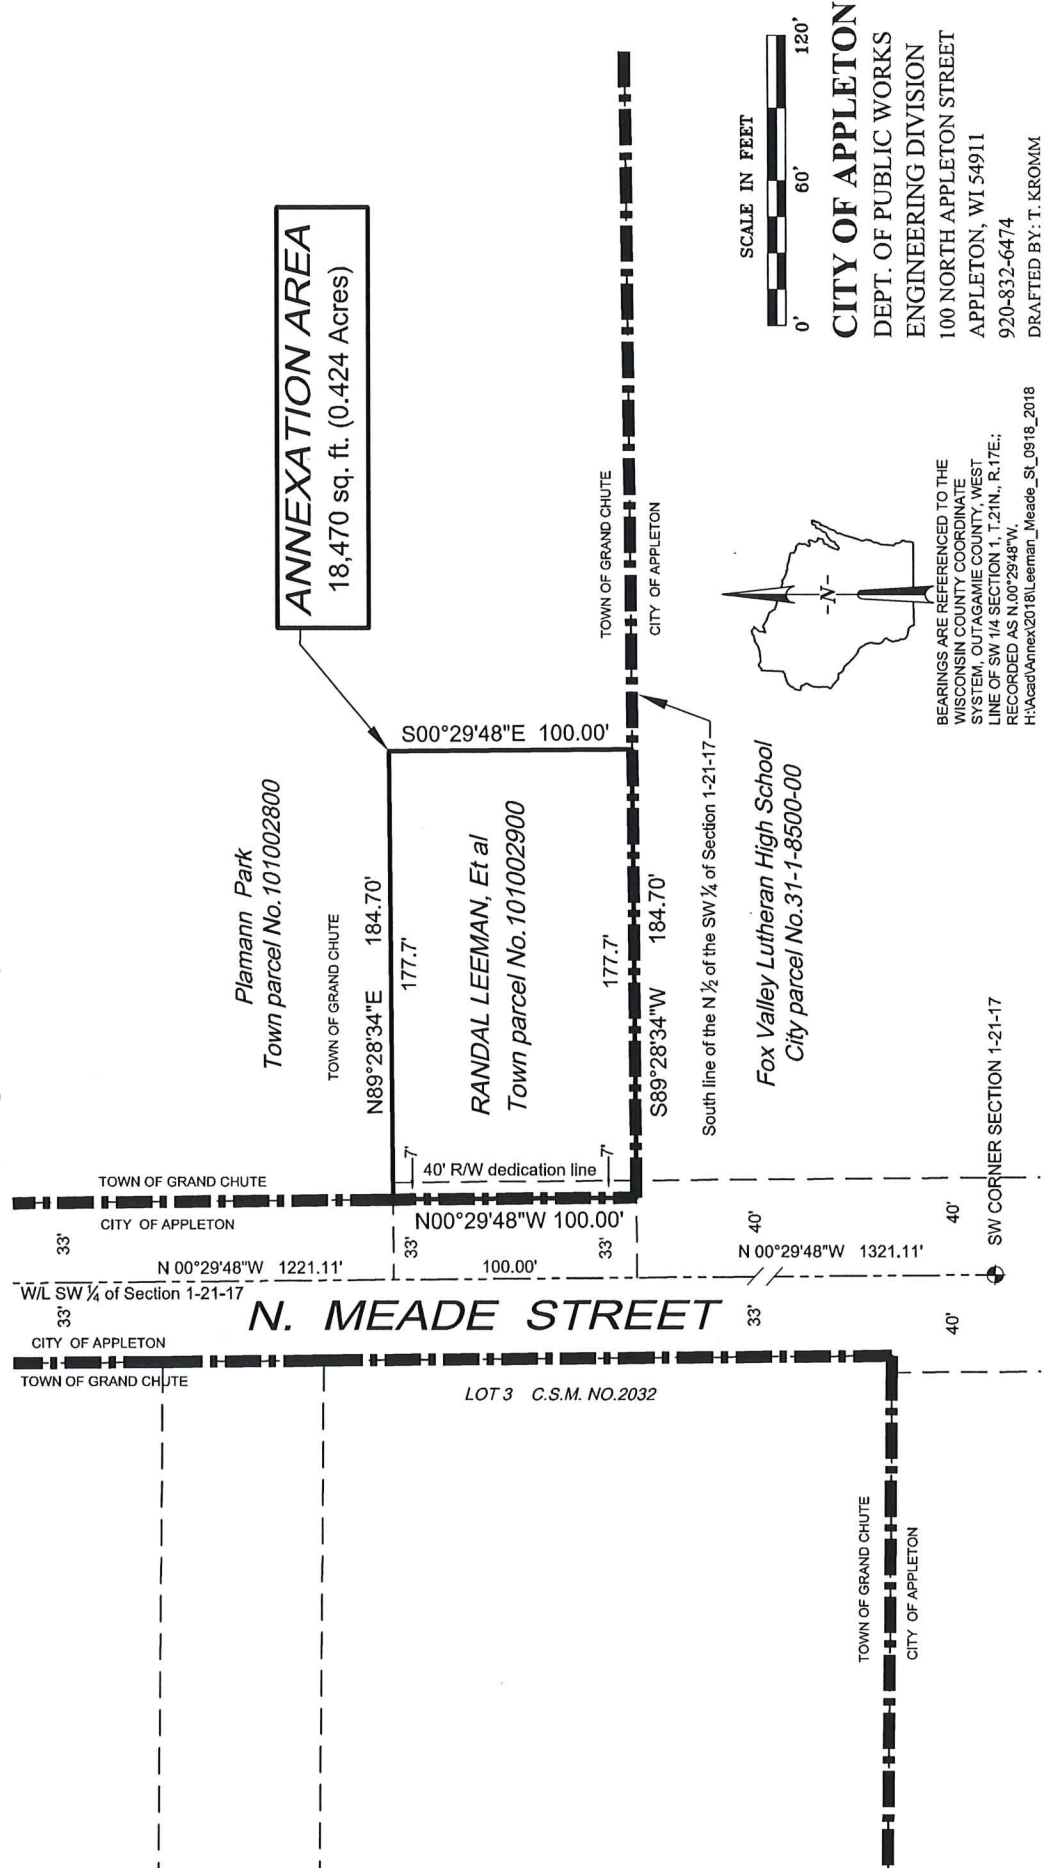 ANNEXATION AREA
18,470 sq. ft. (0.424 Acres)
Plamann Park
Town parcel No.101002800
TOWN OF GRAND CHUTE
N89°28'34"E 184.70'
177.7'
S00°29'48"E 100.00'
RANDAL LEEMAN, Et al
Town parcel No.101002900
177.7'
S89°28'34"W 184.70'
7'
40' R/W dedication line
7'
N00°29'48"W 100.00'
TOWN OF GRAND CHUTE
CITY OF APPLETON
South line of the N ½ of the SW ¼ of Section 1-21-17
Fox Valley Lutheran High School
City parcel No.31-1-8500-00
TOWN OF GRAND CHUTE
CITY OF APPLETON
33'
33'
33'
40'
40'
N 00°29'48"W 1221.11'
100.00'
N 00°29'48"W 1321.11'
SW CORNER SECTION 1-21-17
W/L SW ¼ of Section 1-21-17
33'
N. MEADE STREET
33'
40'
CITY OF APPLETON
TOWN OF GRAND CHUTE
LOT 3 C.S.M. NO.2032
TOWN OF GRAND CHUTE
CITY OF APPLETON
-N-
BEARINGS ARE REFERENCED TO THE
WISCONSIN COUNTY COORDINATE
SYSTEM, OUTAGAMIE COUNTY, WEST
LINE OF SW 1/4 SECTION 1, T.21N., R.17E.;
RECORDED AS N.00°29'48"W.
H:\Acad\Annex\2018\Leeman_Meade_St_0918_2018
SCALE IN FEET
0' 60' 120'
CITY OF APPLETON
DEPT. OF PUBLIC WORKS
ENGINEERING DIVISION
100 NORTH APPLETON STREET
APPLETON, WI 54911
920-832-6474
DRAFTED BY: T. KROMM